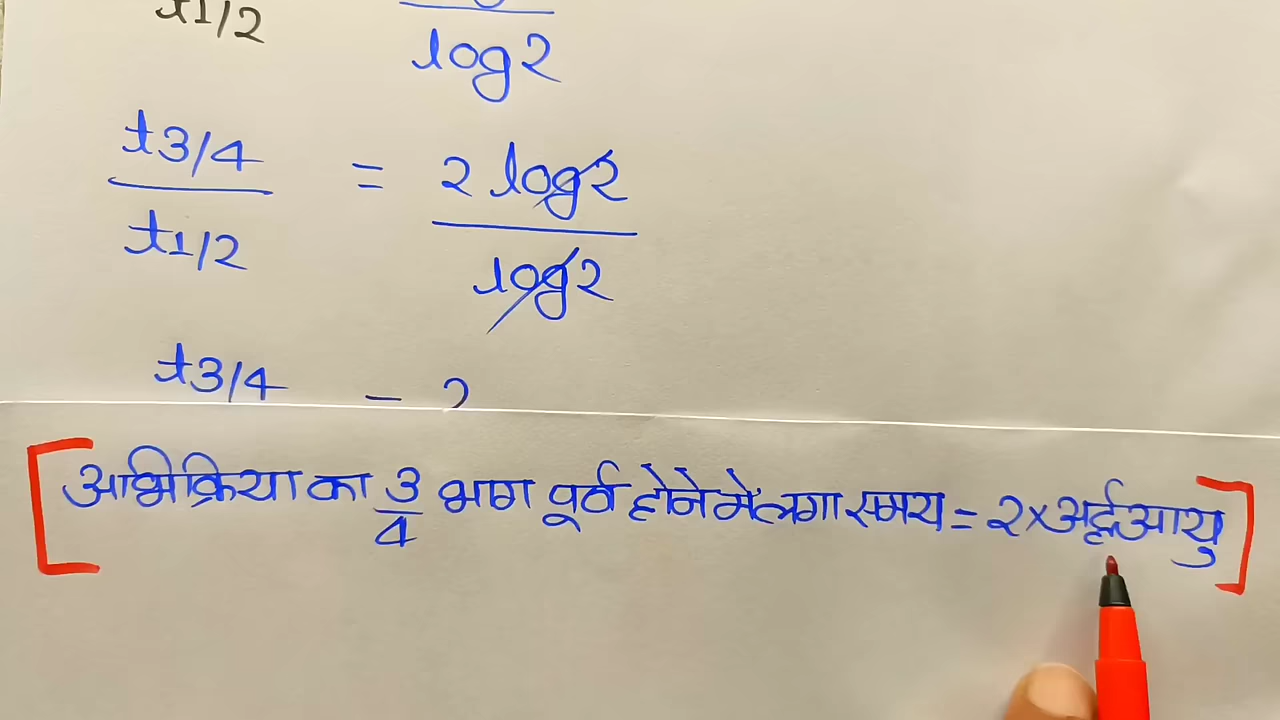 t1/2
log2
t3/4 = 2 log2
t1/2 log2
t3/4 = 2
[अभिक्रिया का 3/4 भाग पूर्व होने में लगा समय = 2×अर्द्धआयु]